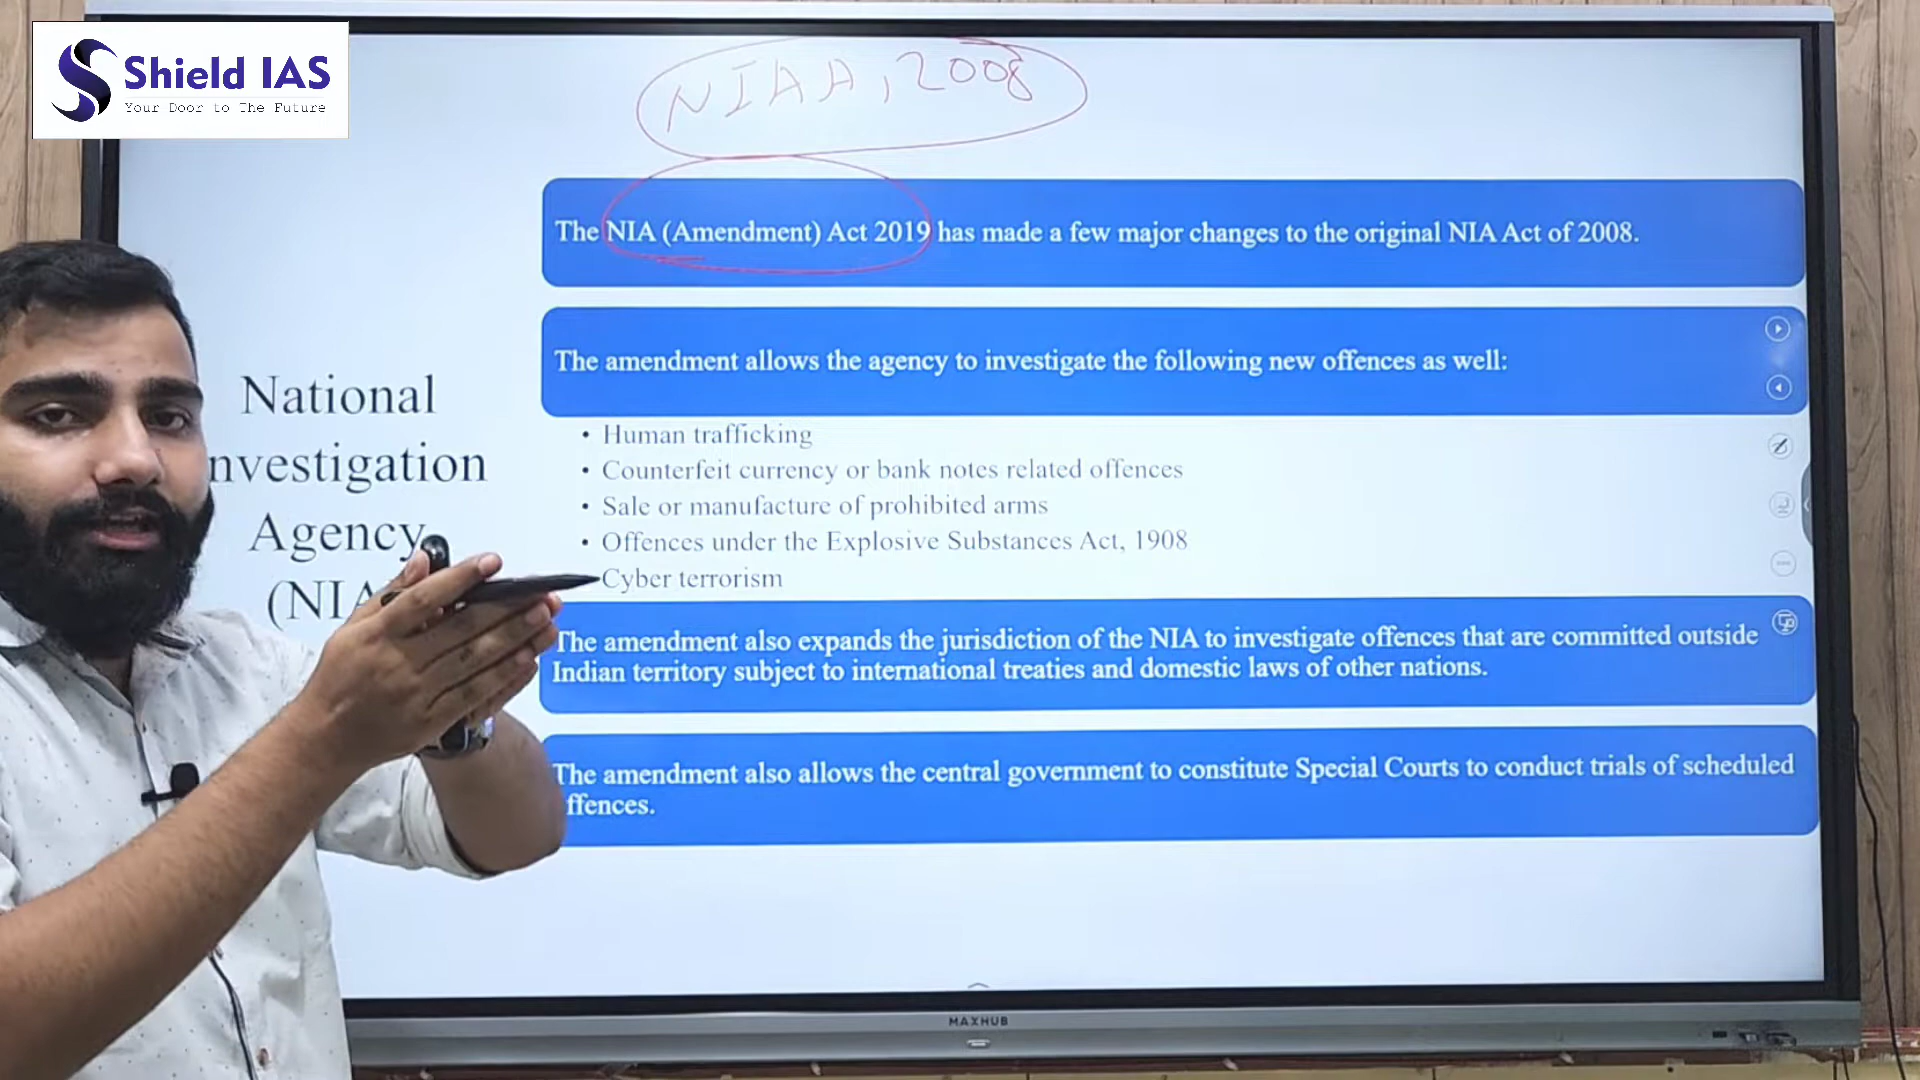 Shield IAS
Your Door to The Future
NIAA, 2008
National
nvestigation
Agency
(NIA
The NIA (Amendment) Act 2019 has made a few major changes to the original NIA Act of 2008.
The amendment allows the agency to investigate the following new offences as well:
• Human trafficking
• Counterfeit currency or bank notes related offences
• Sale or manufacture of prohibited arms
• Offences under the Explosive Substances Act, 1908
Cyber terrorism
The amendment also expands the jurisdiction of the NIA to investigate offences that are committed outside
Indian territory subject to international treaties and domestic laws of other nations.
The amendment also allows the central government to constitute Special Courts to conduct trials of scheduled
ffences.
MAXHUB